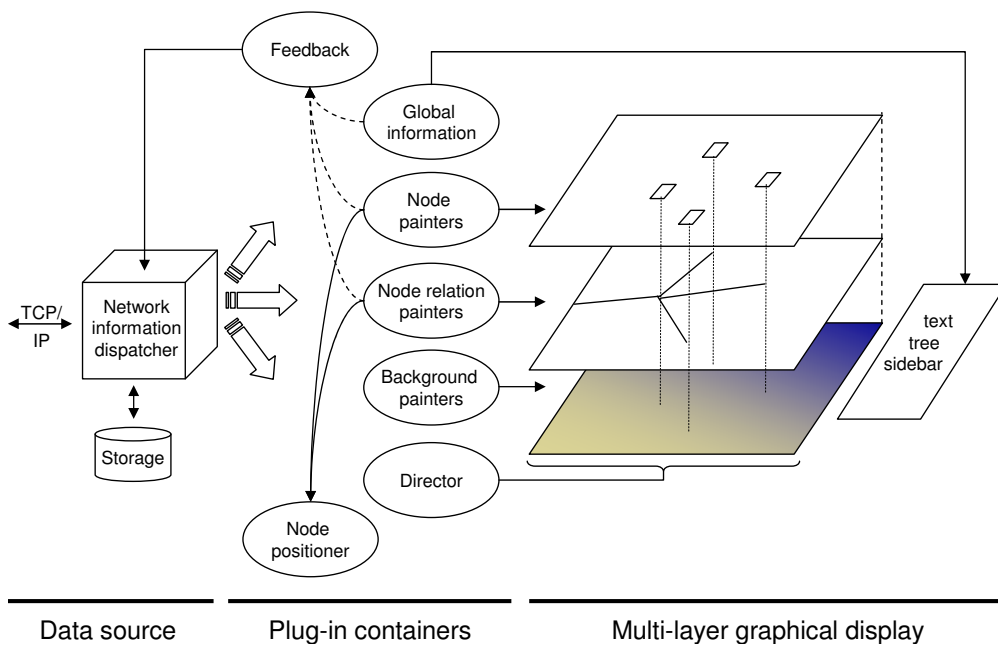 Feedback
Global
information
Node
painters
TCP/
IP
Network
information
dispatcher
Node relation
painters
text
tree
sidebar
Background
painters
Storage
Director
Node
positioner
Data source
Plug-in containers
Multi-layer graphical display